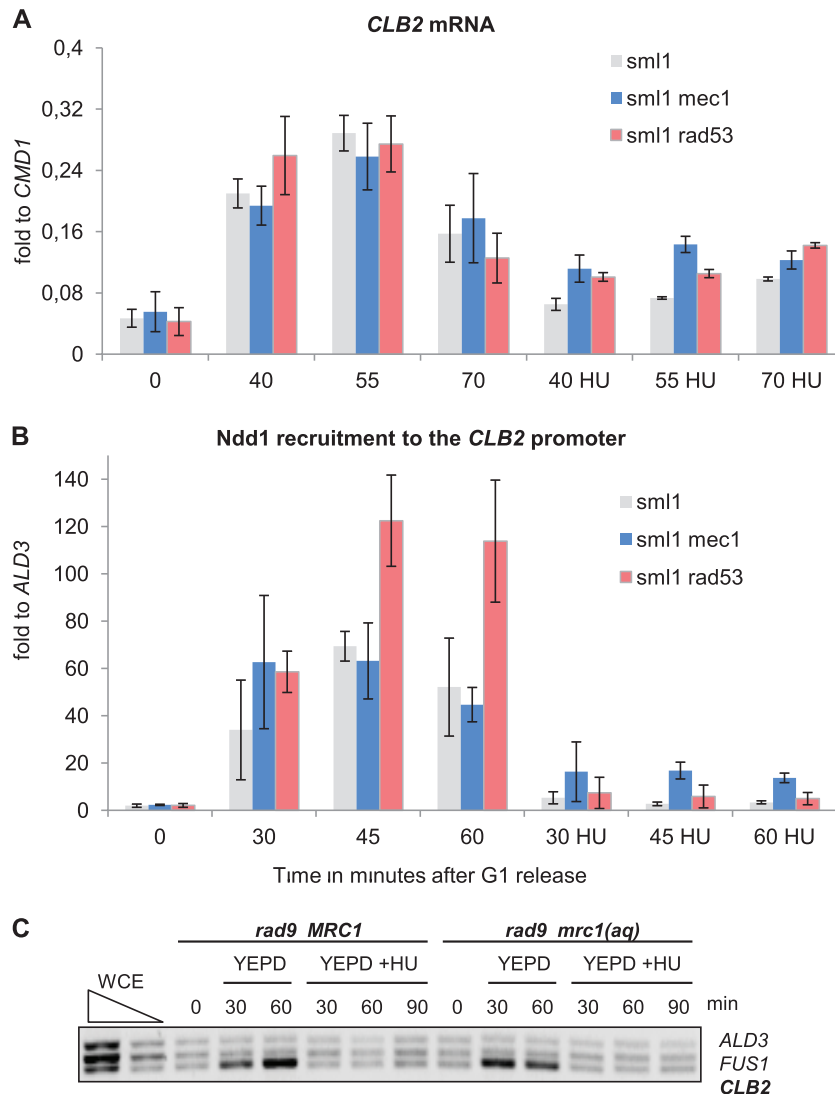 A
CLB2 mRNA
0,4
0,32
0,24
0,16
0,08
0
fold to CMD1
sml1
sml1 mec1
sml1 rad53
0 40 55 70 40 HU 55 HU 70 HU
B
Ndd1 recruitment to the CLB2 promoter
140
120
100
80
60
40
20
0
fold to ALD3
sml1
sml1 mec1
sml1 rad53
0 30 45 60 30 HU 45 HU 60 HU
Time in minutes after G1 release
C
rad9 MRC1 rad9 mrc1(aq)
WCE YEPD YEPD +HU YEPD YEPD +HU
0 30 60 30 60 90 0 30 60 30 60 90 min
ALD3
FUS1
CLB2